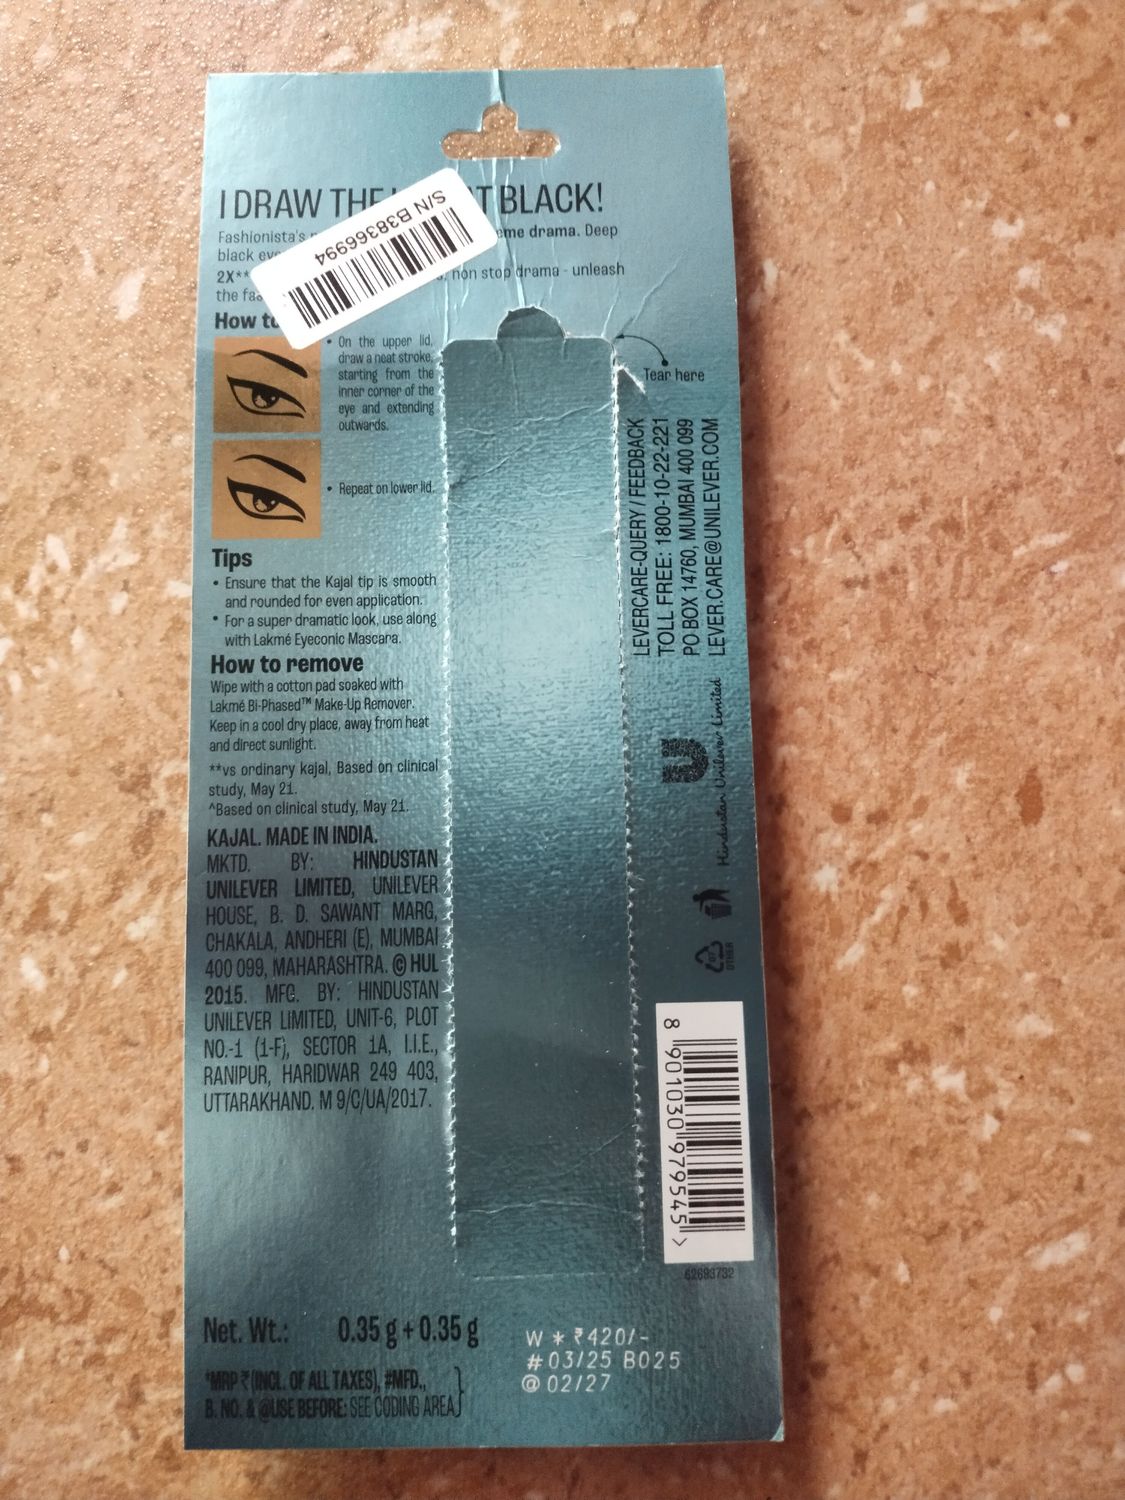 I DRAW THE BLACK!
Fashionista's drama. Deep
black
2X** non stop drama - unleash
the
S/N B38366994
How
• On the upper lid,
draw a neat stroke,
starting from the
inner corner of the
eye and extending
outwards.
• Repeat on lower lid.
Tear here
Tips
• Ensure that the Kajal tip is smooth
and rounded for even application.
• For a super dramatic look, use along
with Lakmé Eyeconic Mascara.
How to remove
Wipe with a cotton pad soaked with
Lakmé Bi-Phased™ Make-Up Remover.
Keep in a cool dry place, away from heat
and direct sunlight.
**vs ordinary kajal, Based on clinical
study, May 21.
^Based on clinical study, May 21.
KAJAL. MADE IN INDIA.
MKTD. BY: HINDUSTAN
UNILEVER LIMITED, UNILEVER
HOUSE, B. D. SAWANT MARG,
CHAKALA, ANDHERI (E), MUMBAI
400 099, MAHARASHTRA. © HUL
2015. MFG. BY: HINDUSTAN
UNILEVER LIMITED, UNIT-6, PLOT
NO.-1 (1-F), SECTOR 1A, I.I.E.,
RANIPUR, HARIDWAR 249 403,
UTTARAKHAND. M 9/C/UA/2017.
LEVERCARE-QUERY / FEEDBACK
TOLL FREE: 1800-10-22-221
PO BOX 14760, MUMBAI 400 099
LEVER.CARE@UNILEVER.COM
Hindustan Unilever Limited
OTHER
8 901030 979545 >
62693732
Net. Wt.: 0.35 g + 0.35 g
*MRP ₹ (INCL. OF ALL TAXES), #MFD.,
B. NO. & @USE BEFORE: SEE CODING AREA
W * ₹420/-
# 03/25 B025
@ 02/27